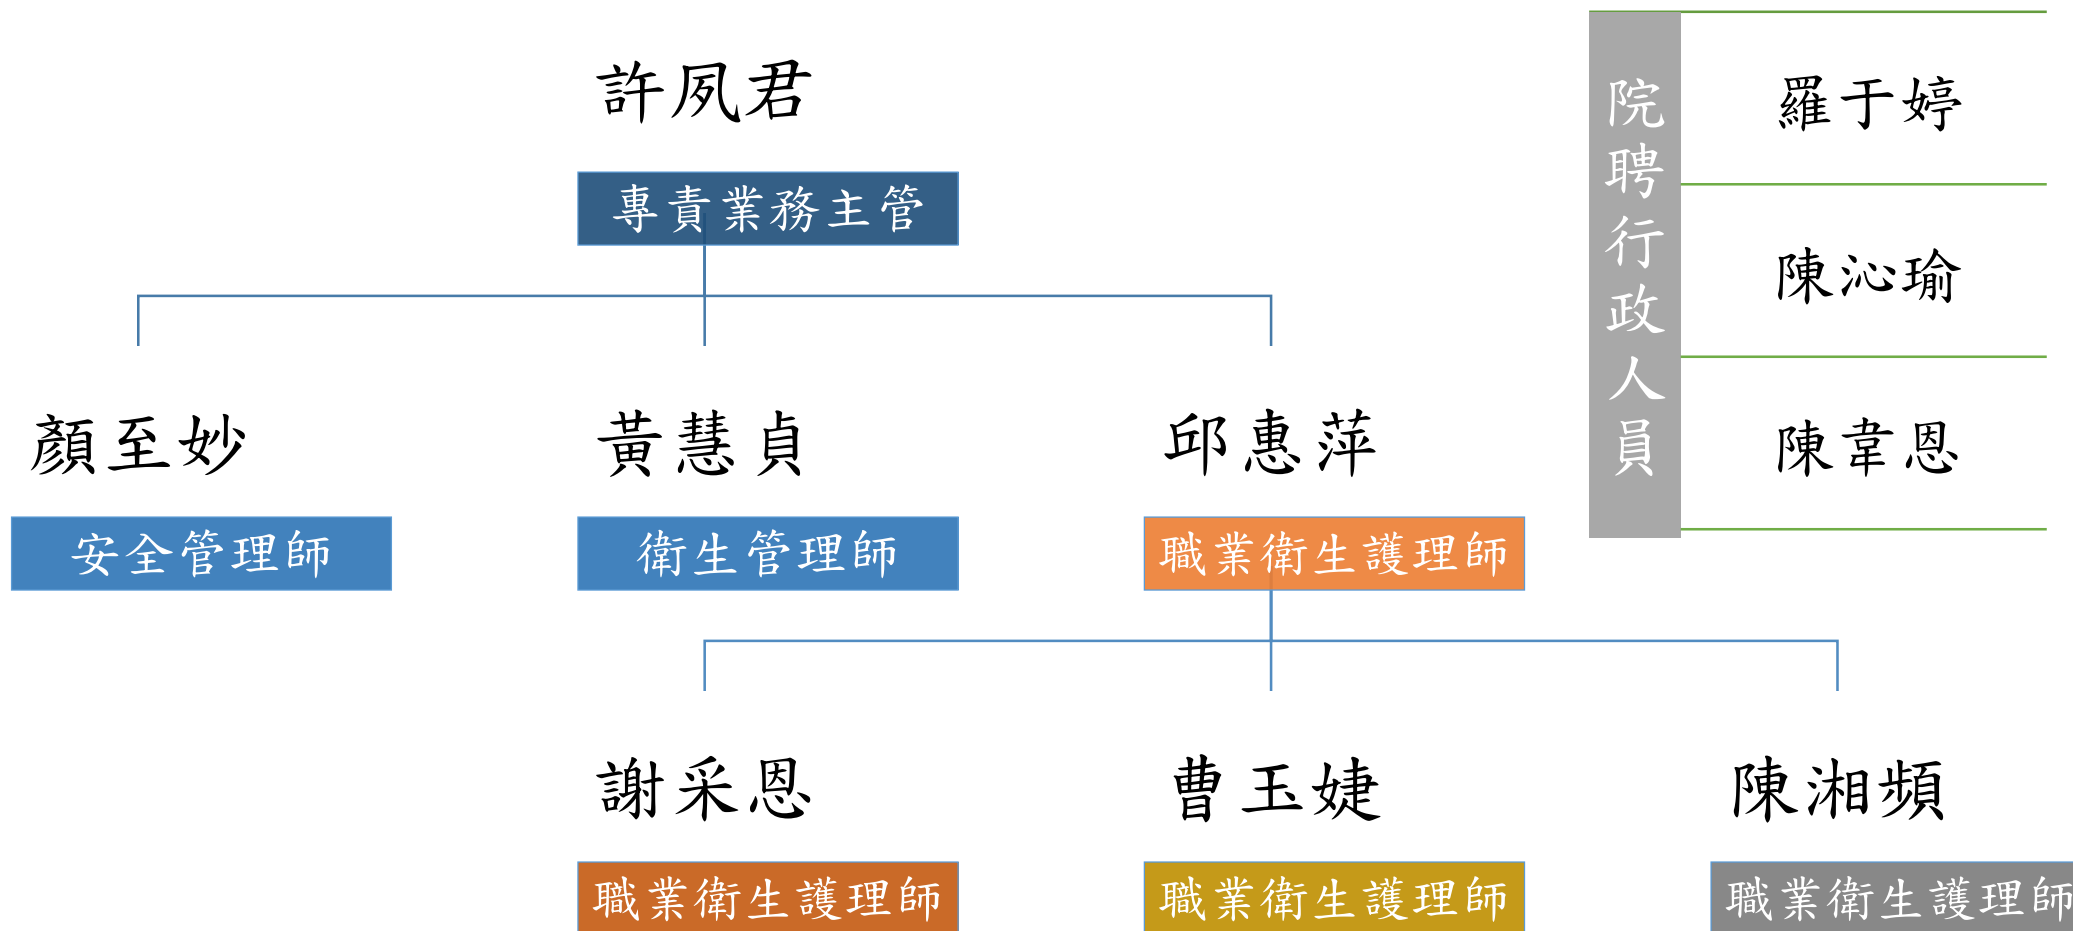 許夙君
專責業務主管
顏至妙
安全管理師
黃慧貞
衛生管理師
邱惠萍
職業衛生護理師
謝采恩
職業衛生護理師
曹玉婕
職業衛生護理師
陳湘頻
職業衛生護理師
院聘行政人員
羅于婷
陳沁瑜
陳韋恩